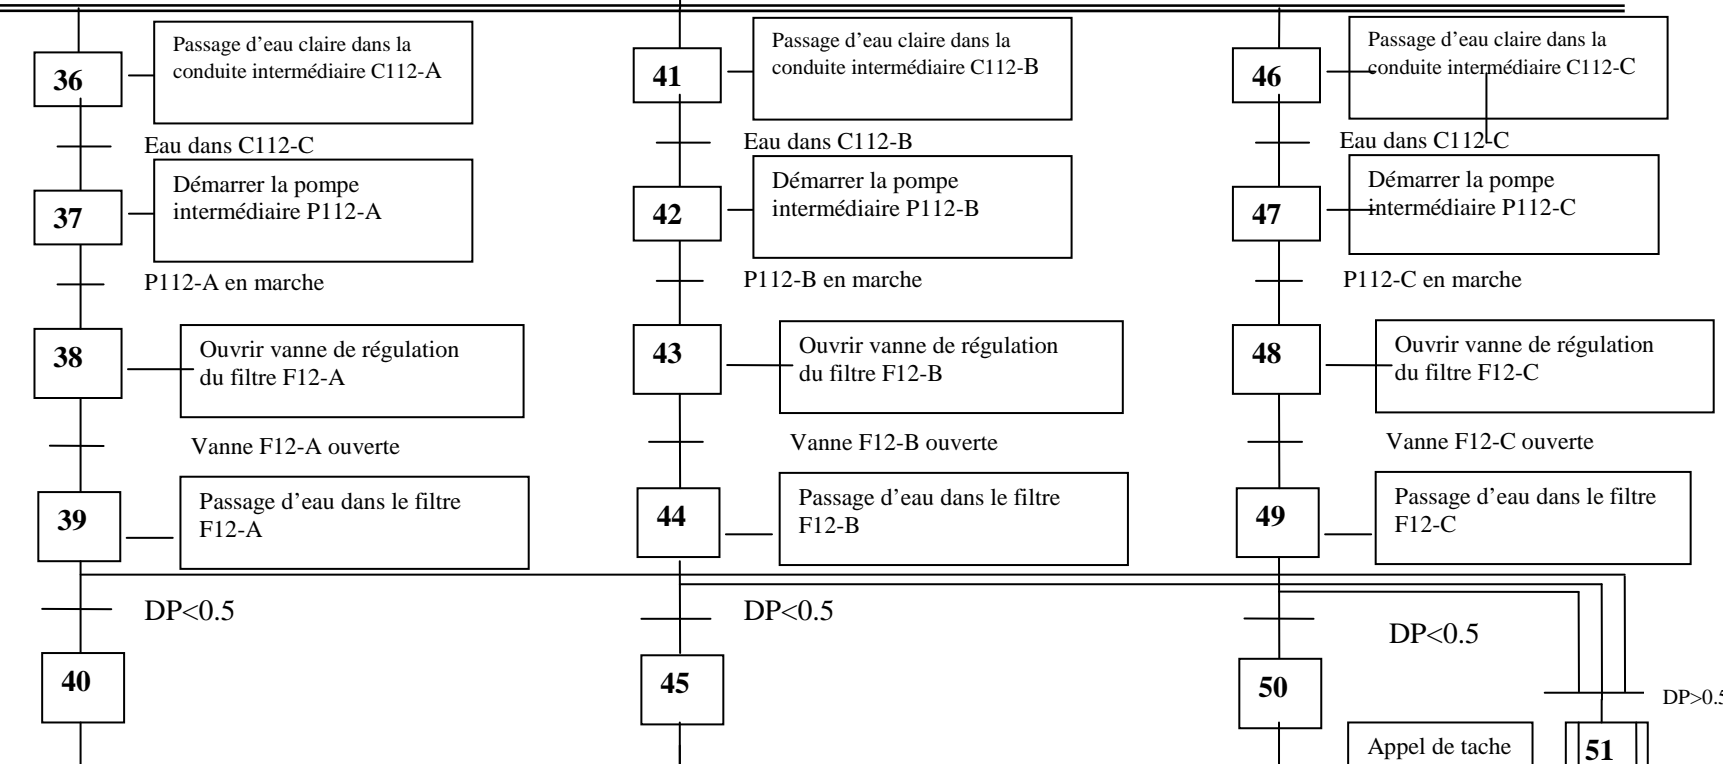 36
Passage d’eau claire dans la
conduite intermédiaire C112-A
41
Passage d’eau claire dans la
conduite intermédiaire C112-B
46
Passage d’eau claire dans la
conduite intermédiaire C112-C
Eau dans C112-C
Eau dans C112-B
Eau dans C112-C
37
Démarrer la pompe
intermédiaire P112-A
42
Démarrer la pompe
intermédiaire P112-B
47
Démarrer la pompe
intermédiaire P112-C
P112-A en marche
P112-B en marche
P112-C en marche
38
Ouvrir vanne de régulation
du filtre F12-A
43
Ouvrir vanne de régulation
du filtre F12-B
48
Ouvrir vanne de régulation
du filtre F12-C
Vanne F12-A ouverte
Vanne F12-B ouverte
Vanne F12-C ouverte
39
Passage d’eau dans le filtre
F12-A
44
Passage d’eau dans le filtre
F12-B
49
Passage d’eau dans le filtre
F12-C
DP<0.5
DP<0.5
DP<0.5
40
45
50
DP>0.5
Appel de tache
51